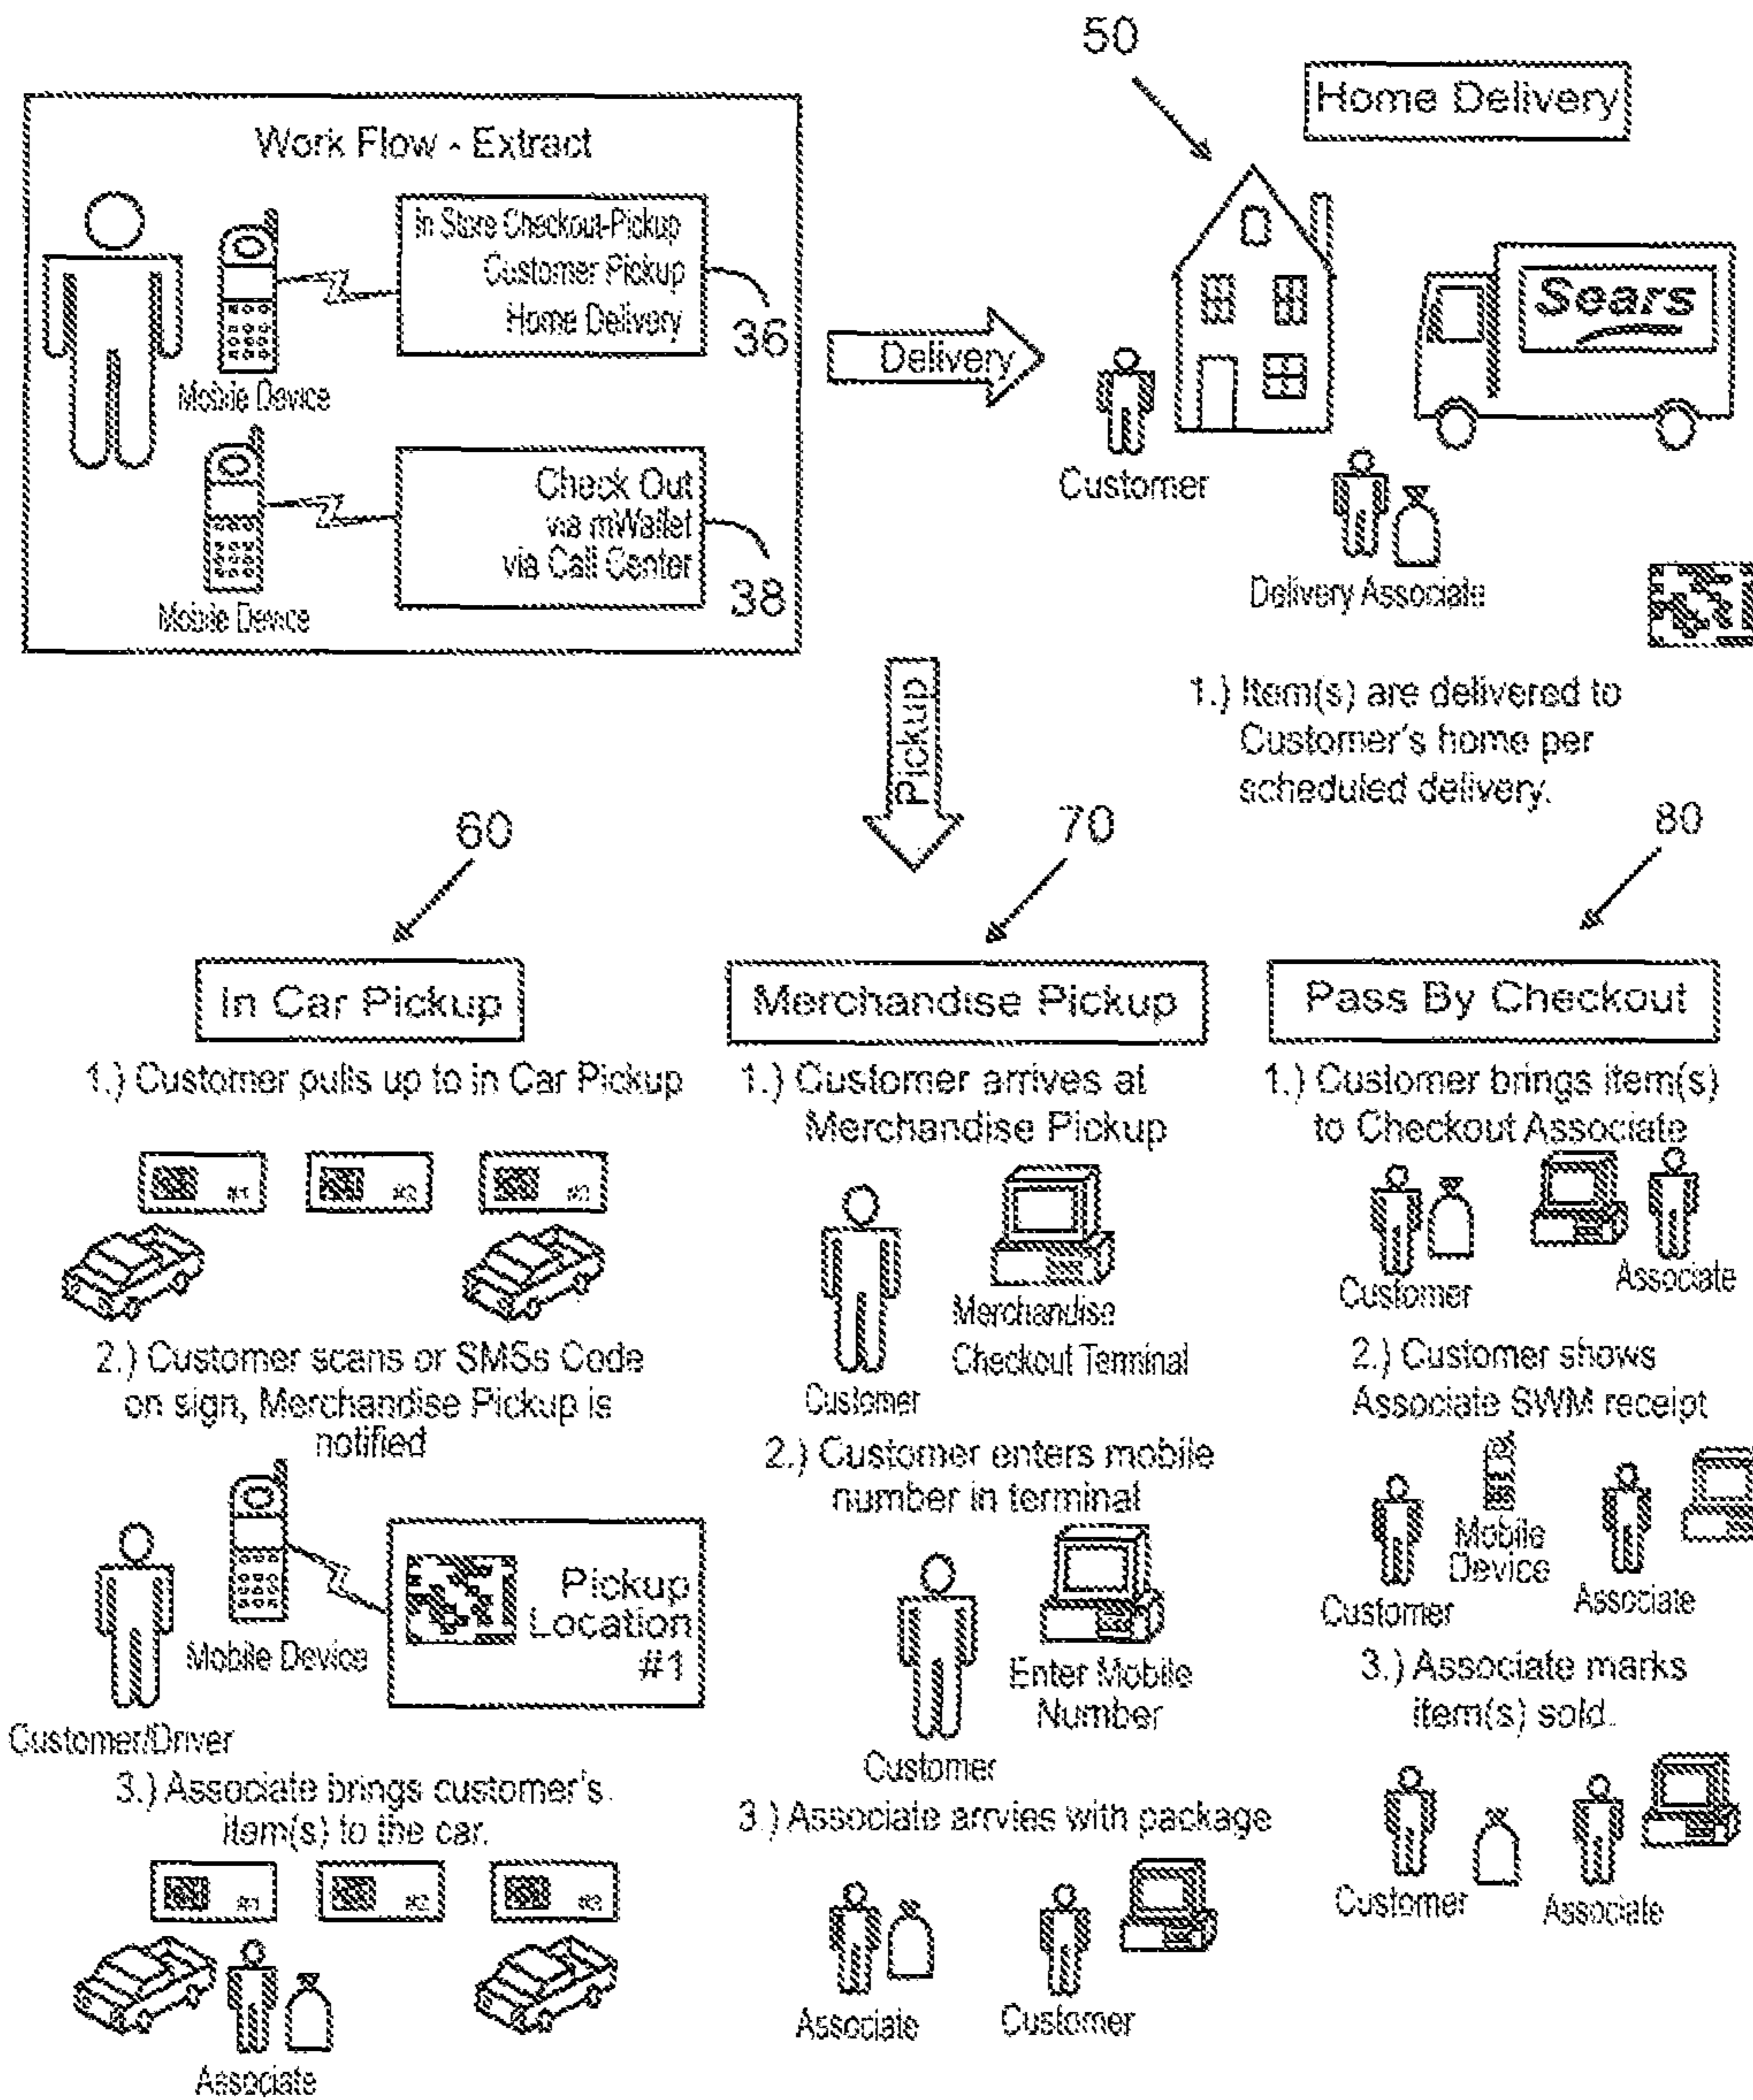 50
Home Delivery
Work Flow - Extract
In Store Checkout-Pickup
Customer Pickup
Home Delivery
36
Mobile Device
Check Out
via mWallet
via Call Center
38
Mobile Device
Delivery
Sears
Customer
Delivery Associate
1.) Item(s) are delivered to
Customer's home per
scheduled delivery.
Pickup
60
In Car Pickup
1.) Customer pulls up to in Car Pickup
#1
#2
#3
2.) Customer scans or SMSs Code
on sign, Merchandise Pickup is
notified
Mobile Device
Pickup
Location
#1
Customer/Driver
3.) Associate brings customer's
item(s) to the car.
#1
#2
#3
Associate
70
Merchandise Pickup
1.) Customer arrives at
Merchandise Pickup
Merchandise
Checkout Terminal
Customer
2.) Customer enters mobile
number in terminal
Enter Mobile
Number
Customer
3.) Associate arrvies with package
Associate
Customer
80
Pass By Checkout
1.) Customer brings item(s)
to Checkout Associate
Customer
Associate
2.) Customer shows
Associate SWM receipt
Mobile
Device
Customer
Associate
3.) Associate marks
item(s) sold.
Customer
Associate